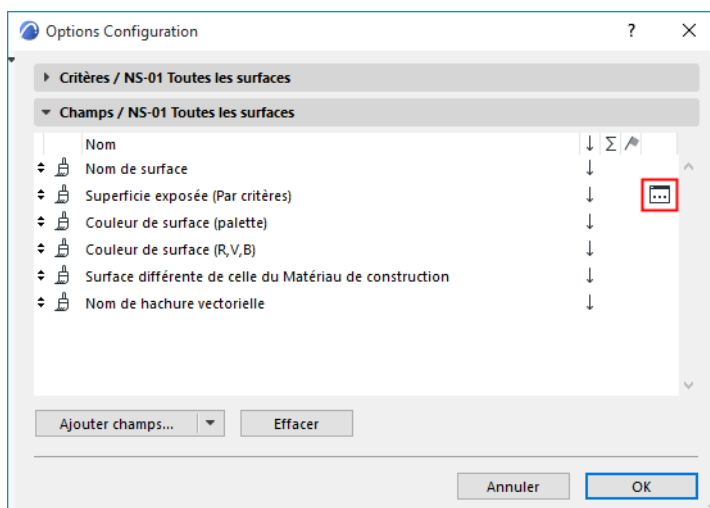 Options Configuration ? X
Critères / NS-01 Toutes les surfaces
Champs / NS-01 Toutes les surfaces
Nom ↓ Σ
Nom de surface ↓
Superficie exposée (Par critères) ↓
Couleur de surface (palette) ↓
Couleur de surface (R,V,B) ↓
Surface différente de celle du Matériau de construction ↓
Nom de hachure vectorielle ↓
Ajouter champs... Effacer
Annuler OK